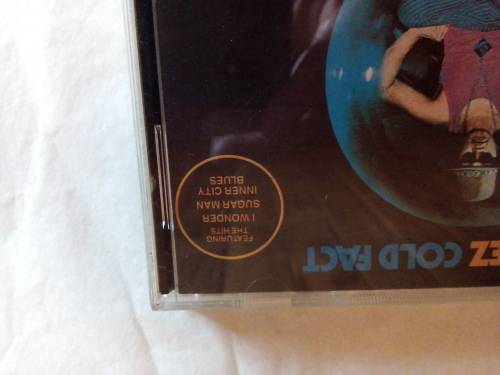 EZ COLD FACT
FEATURING
THE HITS
I WONDER
SUGAR MAN
INNER CITY
BLUES